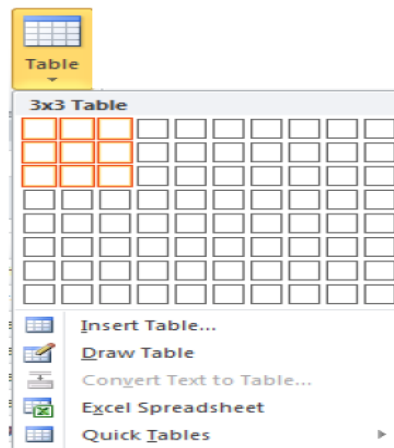 Table
3x3 Table
Insert Table...
Draw Table
Convert Text to Table...
Excel Spreadsheet
Quick Tables